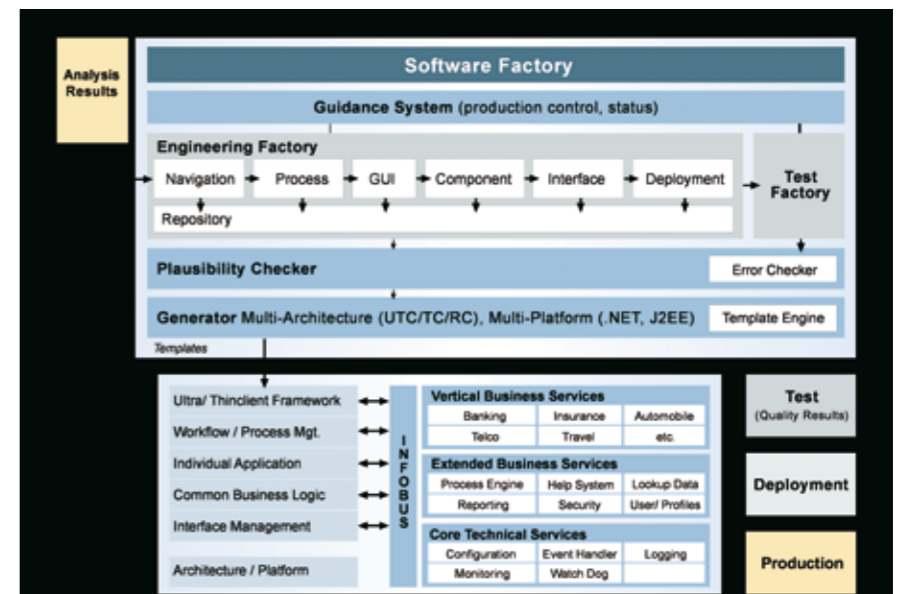 Analysis
Results
Software Factory
Guidance System (production control, status)
Engineering Factory
Navigation
Process
GUI
Component
Interface
Deployment
Repository
Test
Factory
Plausibility Checker
Error Checker
Generator Multi-Architecture (UTC/TC/RC), Multi-Platform (.NET, J2EE)
Template Engine
Templates
Ultra/ Thinclient Framework
Workflow / Process Mgt.
Individual Application
Common Business Logic
Interface Management
Architecture / Platform
INFOBUS
Vertical Business Services
Banking
Insurance
Automobile
Telco
Travel
etc.
Extended Business Services
Process Engine
Help System
Lookup Data
Reporting
Security
User/ Profiles
Core Technical Services
Configuration
Event Handler
Logging
Monitoring
Watch Dog
Test
(Quality Results)
Deployment
Production